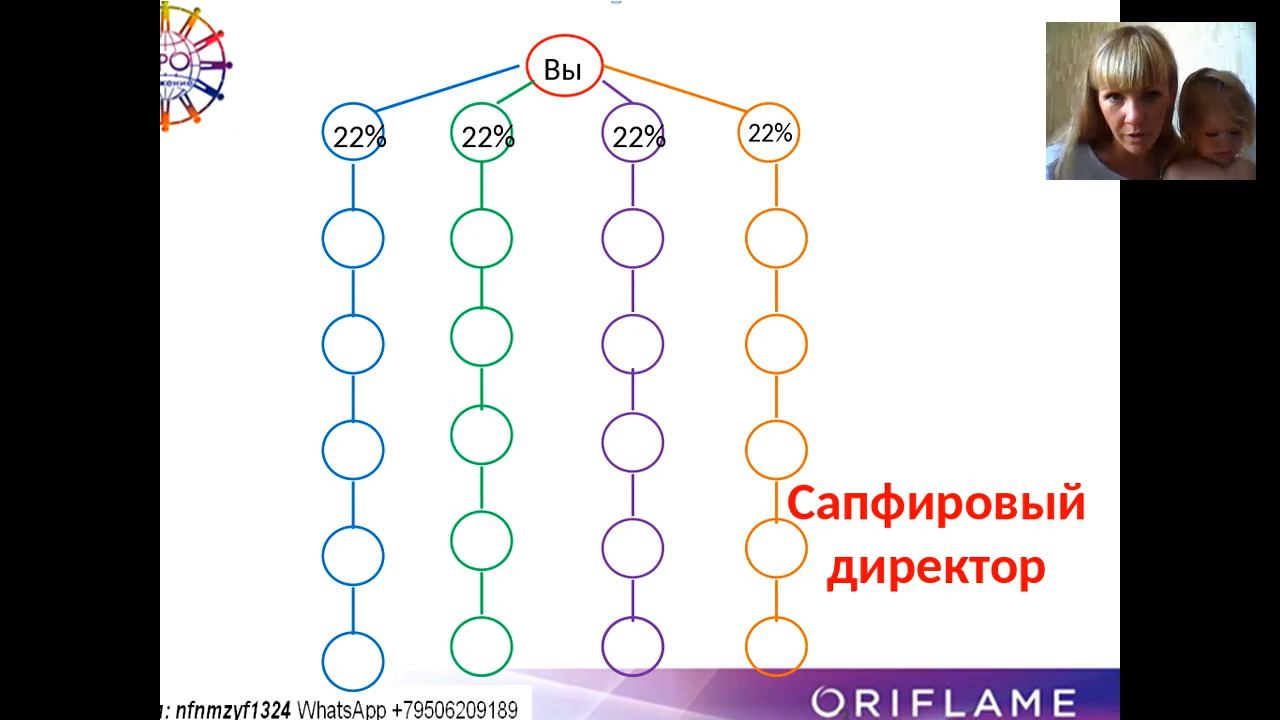 Вы
22% 22% 22% 22%
Сапфировый
директор
nfnmzyf1324 WhatsApp +79506209189
ORIFLAME